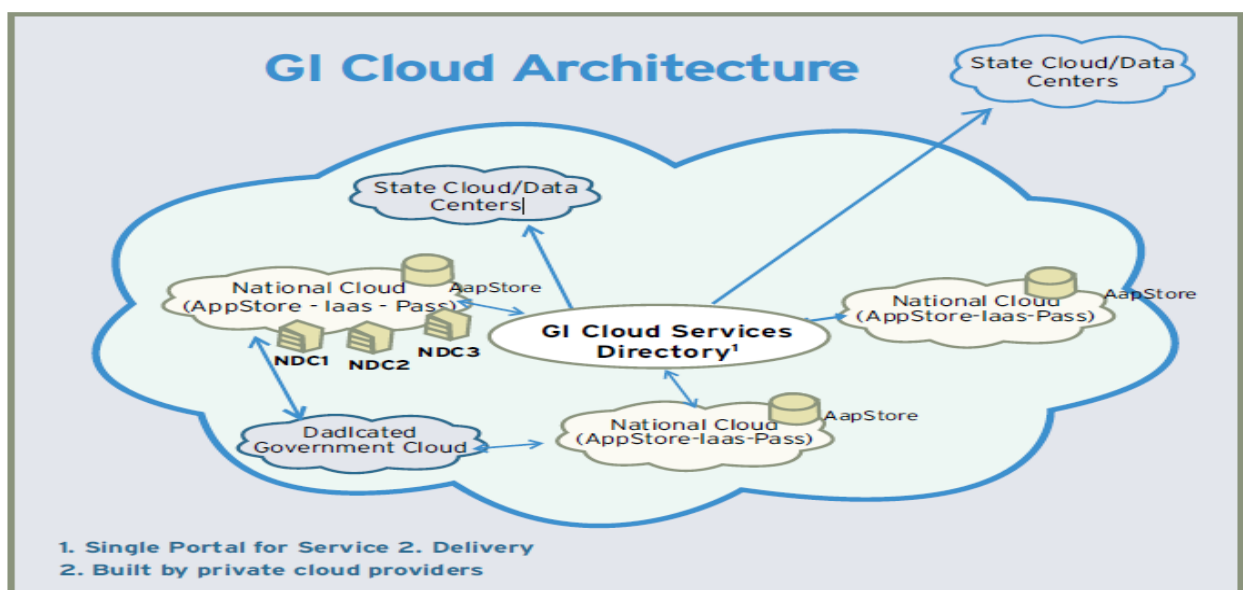 GI Cloud Architecture
State Cloud/Data
Centers
State Cloud/Data
Centers
National Cloud
(AppStore - Iaas - Pass)
AapStore
NDC1
NDC2
NDC3
National Cloud
(AppStore-Iaas-Pass)
AapStore
GI Cloud Services
Directory¹
National Cloud
(AppStore-Iaas-Pass)
AapStore
DadIcated
Government Cloud
1. Single Portal for Service 2. Delivery
2. Built by private cloud providers